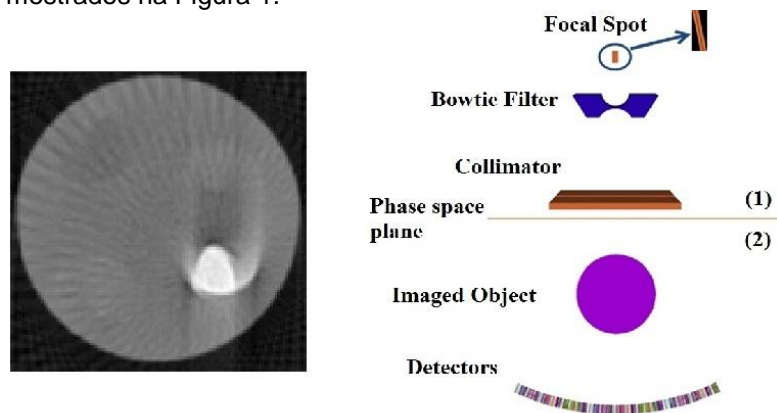 mostrados na Figura 1.
Focal Spot
Bowtie Filter
Collimator
(1)
Phase space
plane
(2)
Imaged Object
Detectors